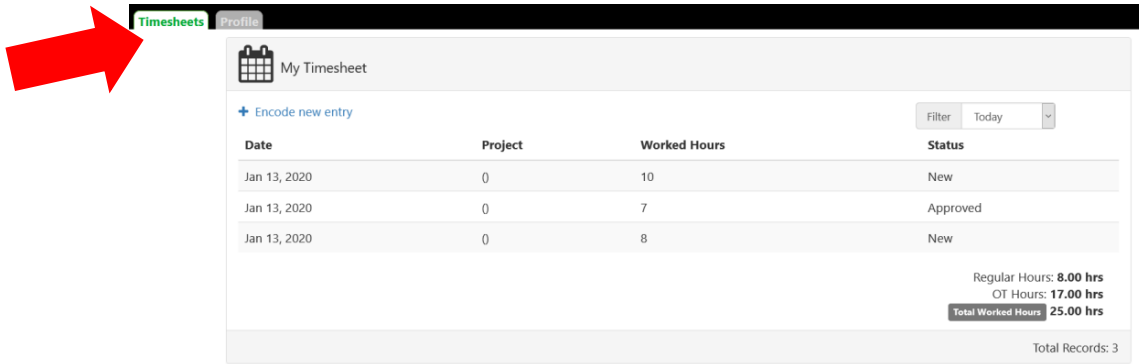 Timesheets Profile
My Timesheet
+ Encode new entry
Filter Today
Date Project Worked Hours Status
Jan 13, 2020 () 10 New
Jan 13, 2020 () 7 Approved
Jan 13, 2020 () 8 New
Regular Hours: 8.00 hrs
OT Hours: 17.00 hrs
Total Worked Hours 25.00 hrs
Total Records: 3